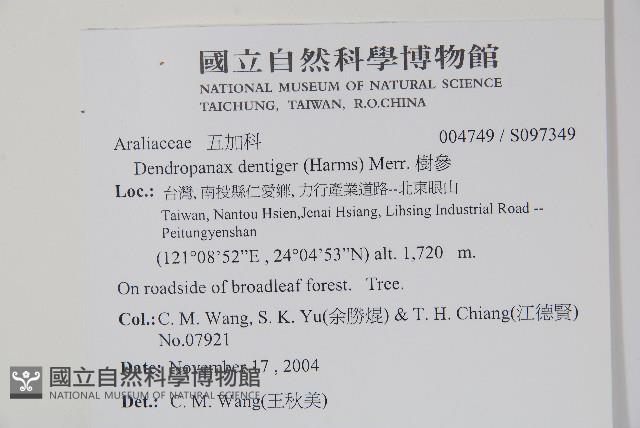 國立自然科學博物館
NATIONAL MUSEUM OF NATURAL SCIENCE
TAICHUNG, TAIWAN, R.O.CHINA
Araliaceae 五加科 004749 / S097349
Dendropanax dentiger (Harms) Merr. 樹參
Loc.: 台灣, 南投縣仁愛鄉, 力行產業道路--北東眼山
Taiwan, Nantou Hsien,Jenai Hsiang, Lihsing Industrial Road --
Peitungyenshan
(121°08’52”E , 24°04’53”N) alt. 1,720 m.
On roadside of broadleaf forest. Tree.
Col.: C. M. Wang, S. K. Yu(余勝焜) & T. H. Chiang(江德賢)
No.07921
Date: November 17 , 2004
國立自然科學博物館
NATIONAL MUSEUM OF NATURAL SCIENCE
Det.: C. M. Wang(王秋美)